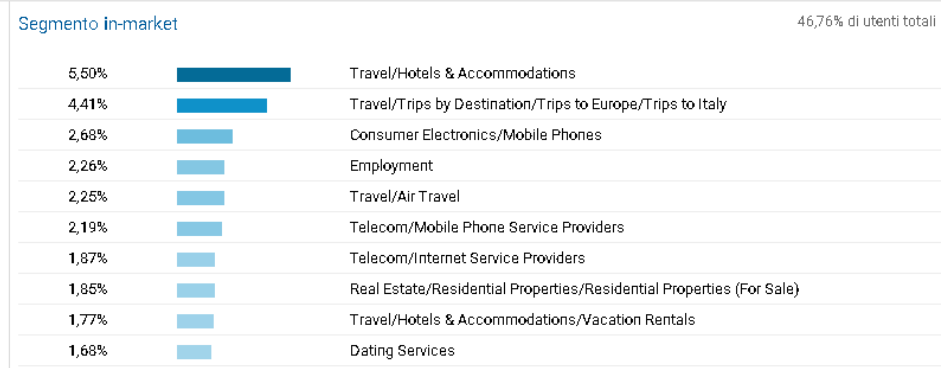 Segmento in-market
46,76% di utenti totali
5,50% Travel/Hotels & Accommodations
4,41% Travel/Trips by Destination/Trips to Europe/Trips to Italy
2,68% Consumer Electronics/Mobile Phones
2,26% Employment
2,25% Travel/Air Travel
2,19% Telecom/Mobile Phone Service Providers
1,87% Telecom/Internet Service Providers
1,85% Real Estate/Residential Properties/Residential Properties (For Sale)
1,77% Travel/Hotels & Accommodations/Vacation Rentals
1,68% Dating Services